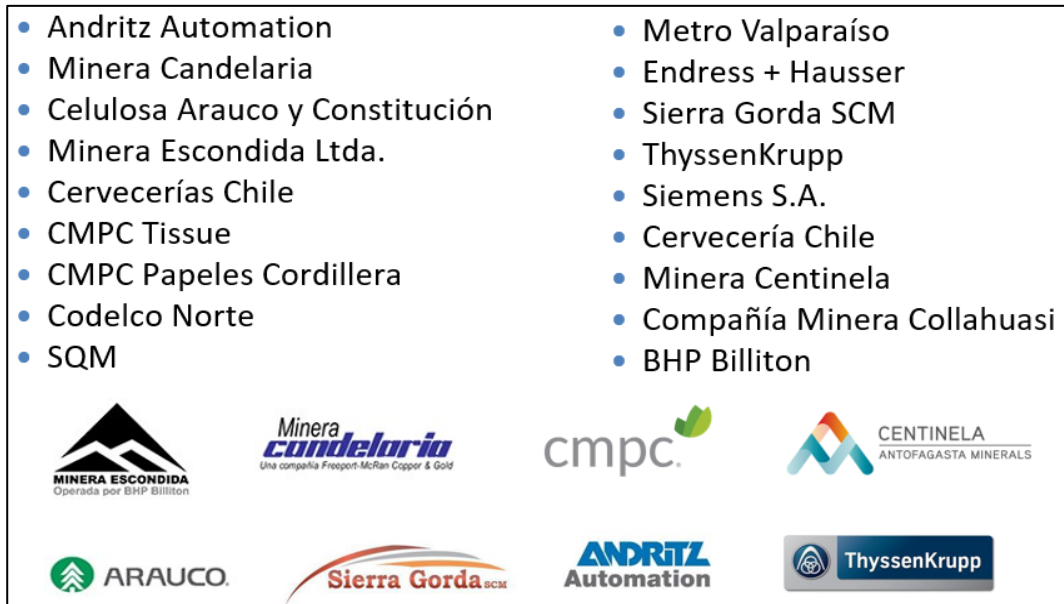 • Andritz Automation
• Minera Candelaria
• Celulosa Arauco y Constitución
• Minera Escondida Ltda.
• Cervecerías Chile
• CMPC Tissue
• CMPC Papeles Cordillera
• Codelco Norte
• SQM
• Metro Valparaíso
• Endress + Hausser
• Sierra Gorda SCM
• ThyssenKrupp
• Siemens S.A.
• Cervecería Chile
• Minera Centinela
• Compañía Minera Collahuasi
• BHP Billiton
MINERA ESCONDIDA
Operada por BHP Billiton
Minera
candelaria
Una compañía Freeport-McRan Copper & Gold
cmpc.
CENTINELA
ANTOFAGASTA MINERALS
ARAUCO
Sierra Gorda SCM
ANDRITZ
Automation
ThyssenKrupp